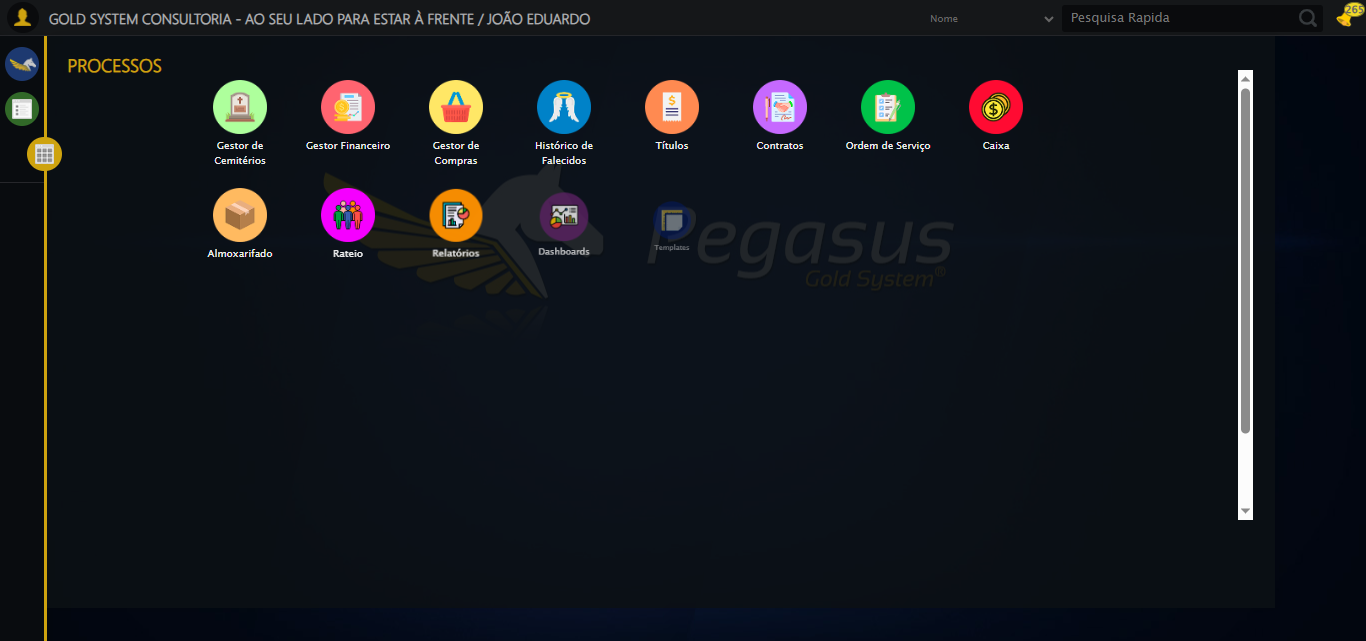 GOLD SYSTEM CONSULTORIA - AO SEU LADO PARA ESTAR À FRENTE / JOÃO EDUARDO
Nome
Pesquisa Rapida
265
PROCESSOS
Gestor de
Cemitérios
Gestor Financeiro
Gestor de
Compras
Histórico de
Falecidos
Títulos
Contratos
Ordem de Serviço
Caixa
Almoxarifado
Rateio
Relatórios
Dashboards
Templates
Pegasus
Gold System®